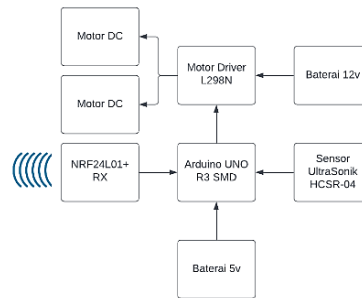 Motor DC
Motor Driver
L298N
Baterai 12v
Motor DC
NRF24L01+
RX
Arduino UNO
R3 SMD
Sensor
UltraSonik
HCSR-04
Baterai 5v